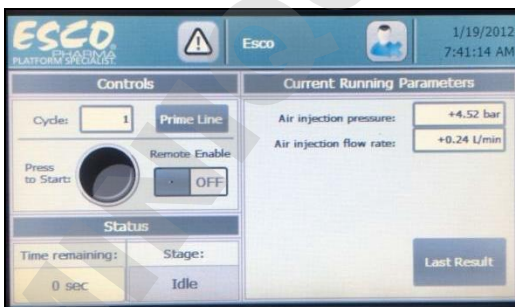 ESCO
PHARMA
PLATFORM SPECIALIST.
Esco
1/19/2012
7:41:14 AM
Controls
Cycle: 1 Prime Line
Press
to Start:
Remote Enable
OFF
Status
Time remaining: Stage:
0 sec Idle
Current Running Parameters
Air injection pressure: +4.52 bar
Air injection flow rate: +0.24 L/min
Last Result